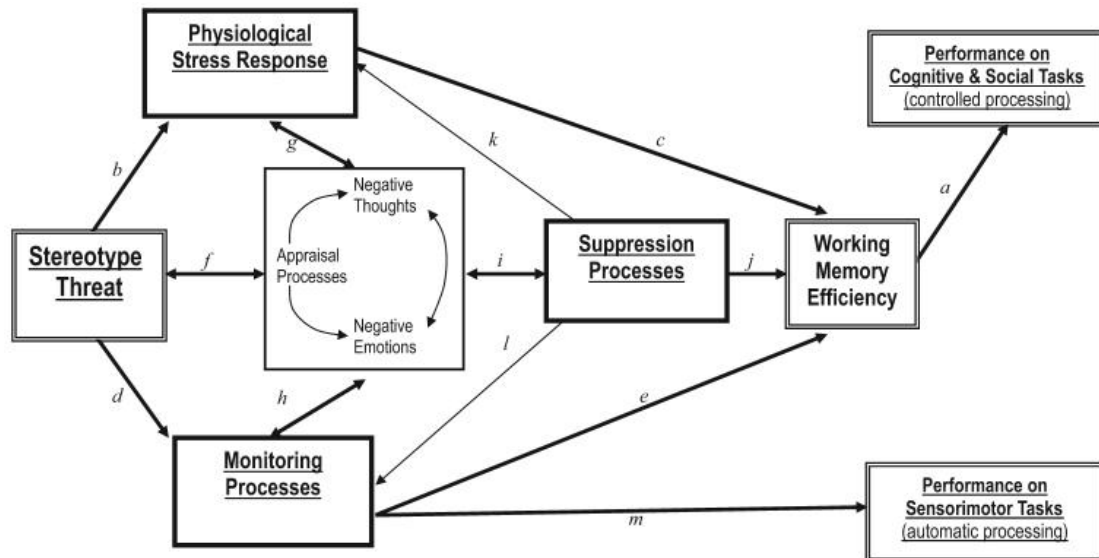 Physiological
Stress Response
Performance on
Cognitive & Social Tasks
(controlled processing)
k
c
g
a
b
Negative
Thoughts
Stereotype
Threat
f
Appraisal
Processes
i
Suppression
Processes
j
Working
Memory
Efficiency
Negative
Emotions
l
d
h
e
Monitoring
Processes
Performance on
Sensorimotor Tasks
(automatic processing)
m